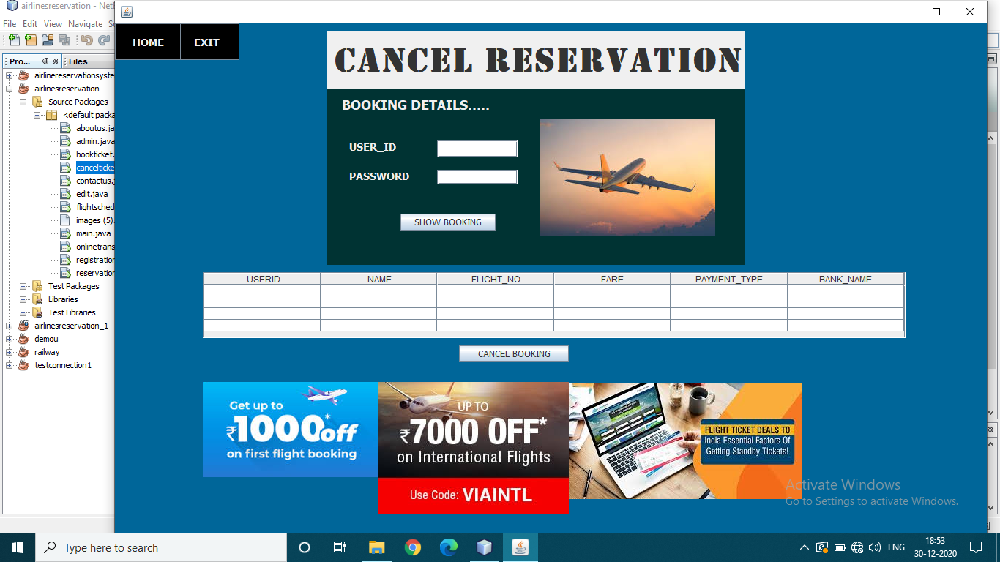 airlinesreservation - Net
File Edit View Navigate
Pro...
Files
airlinereservationsyste
airlinesreservation
Source Packages
<default packa
aboutus.ja
admin.java
bookticket.
cancelticke
contactus.
edit.java
flightsched
images (5).
main.java
onlinetrans
registration
reservation
Test Packages
Libraries
Test Libraries
airlinesreservation_1
demou
railway
testconnection1
HOME EXIT
CANCEL RESERVATION
BOOKING DETAILS.....
USER_ID
PASSWORD
SHOW BOOKING
USERID NAME FLIGHT_NO FARE PAYMENT_TYPE BANK_NAME
CANCEL BOOKING
Get up to
₹1000*off
on first flight booking
UP TO
₹7000 OFF*
on International Flights
Use Code: VIAINTL
FLIGHT TICKET DEALS TO
India Essential Factors Of
Getting Standby Tickets!
Activate Windows
Go to Settings to activate Windows.
Type here to search
ENG
18:53
30-12-2020